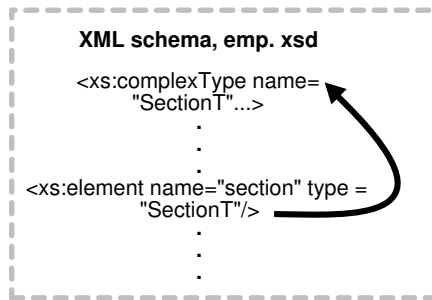 XML schema, emp. xsd
<xs:complexType name=
"SectionT"...>
.
.
.
<xs:element name="section" type =
"SectionT"/>
.
.
.